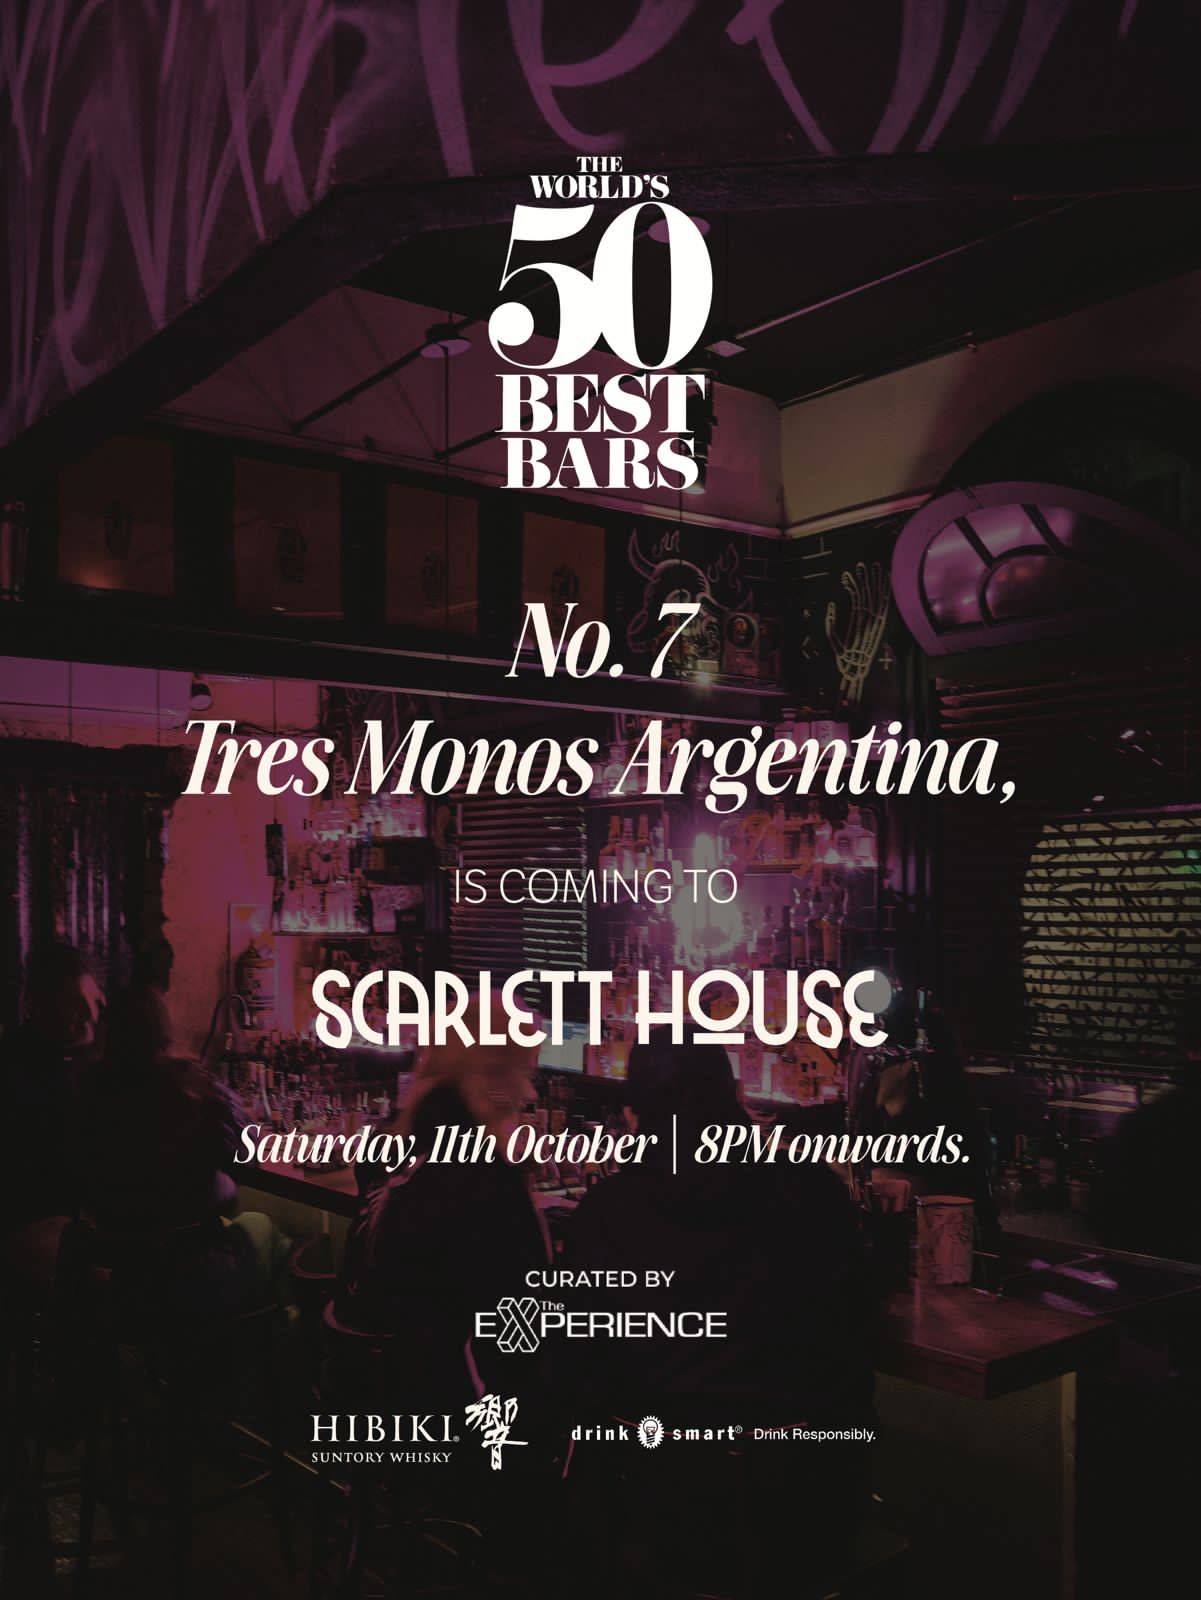 THE
WORLD'S
50
BEST
BARS
No. 7
Tres Monos Argentina,
IS COMING TO
SCARLETT HOUSE
Saturday, 11th October | 8PM onwards.
CURATED BY
The
EXPERIENCE
HIBIKI® 響
SUNTORY WHISKY
drink smart® Drink Responsibly.